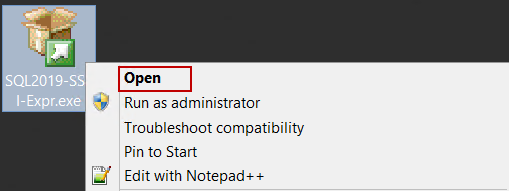 SQL2019-SS...
I-Expr.exe
Open
Run as administrator
Troubleshoot compatibility
Pin to Start
Edit with Notepad++